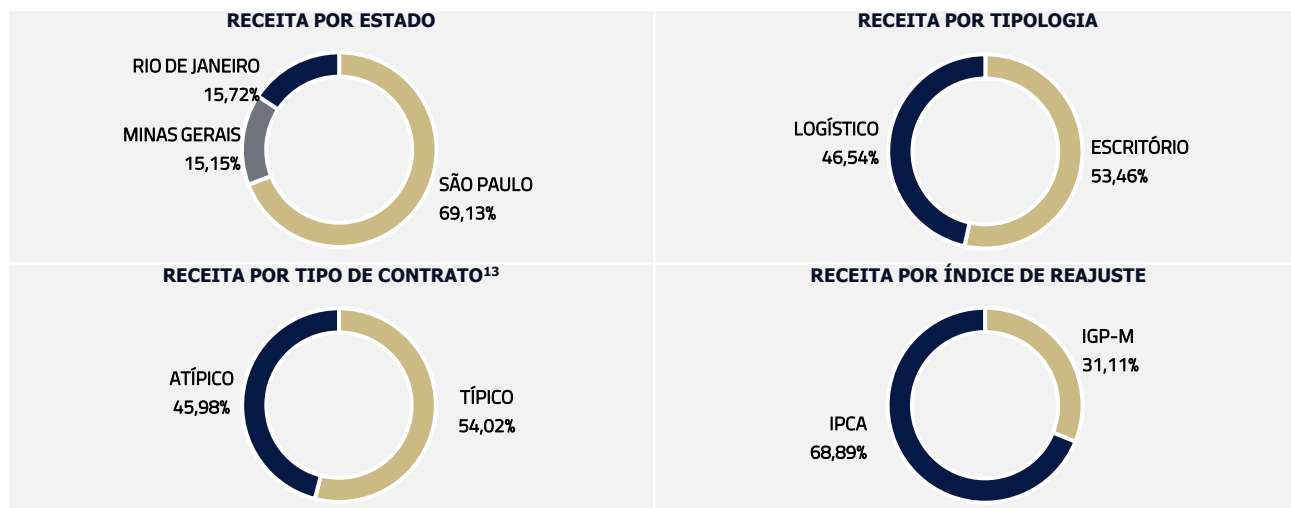 RECEITA POR ESTADO
RIO DE JANEIRO
15,72%
MINAS GERAIS
15,15%
SÃO PAULO
69,13%
RECEITA POR TIPOLOGIA
LOGÍSTICO
46,54%
ESCRITÓRIO
53,46%
RECEITA POR TIPO DE CONTRATO¹³
ATÍPICO
45,98%
TÍPICO
54,02%
RECEITA POR ÍNDICE DE REAJUSTE
IGP-M
31,11%
IPCA
68,89%